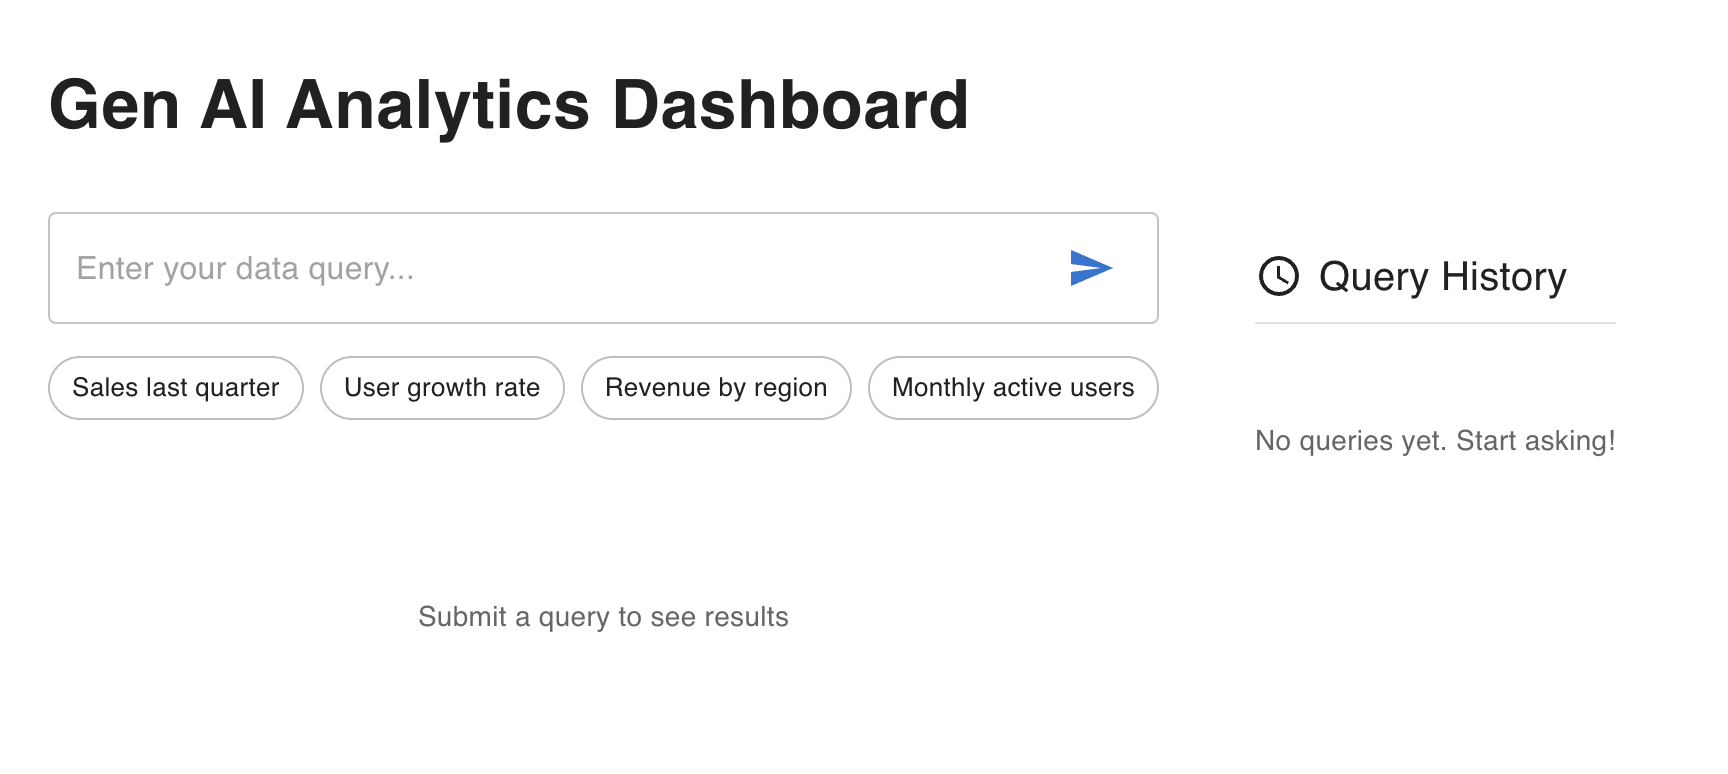 Gen AI Analytics Dashboard
Enter your data query...
Sales last quarter
User growth rate
Revenue by region
Monthly active users
Submit a query to see results
Query History
No queries yet. Start asking!